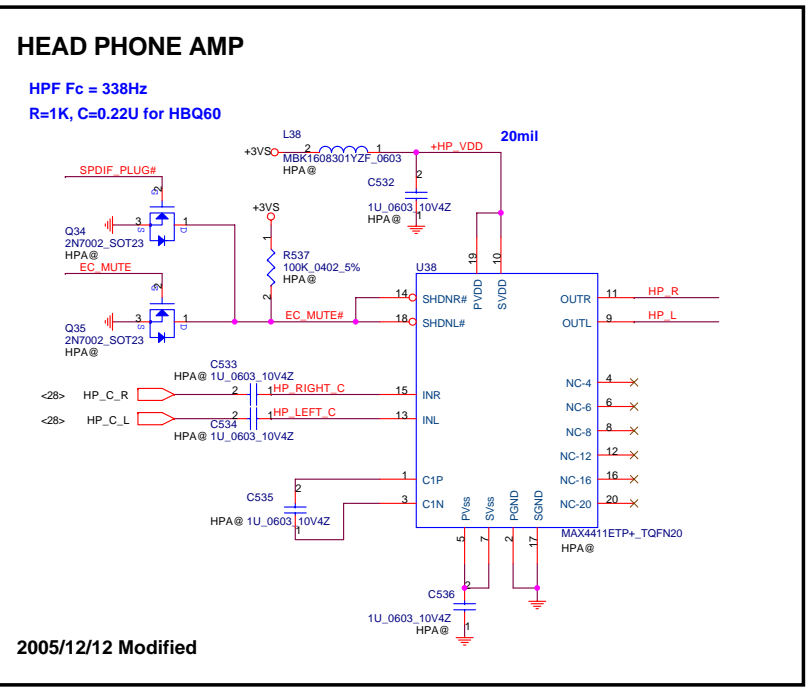 HEAD PHONE AMP
HPF Fc = 338Hz
R=1K, C=0.22U for HBQ60
L38
20mil
+3VS
2
1
+HP_VDD
MBK1608301YZF_0603
HPA@
SPDIF_PLUG#
2
G
3
S
1
D
Q34
2N7002_SOT23
HPA@
C532
2
1U_0603_10V4Z
HPA@
1
+3VS
1
R537
100K_0402_5%
HPA@
2
EC_MUTE
2
G
3
S
1
D
Q35
2N7002_SOT23
HPA@
EC_MUTE#
U38
19
10
PVDD
SVDD
14
SHDNR#
18
SHDNL#
OUTR
11
HP_R
OUTL
9
HP_L
C533
HPA@ 1U_0603_10V4Z
<28>
HP_C_R
2
1
HP_RIGHT_C
15
INR
<28>
HP_C_L
2
1
HP_LEFT_C
13
INL
C534
HPA@ 1U_0603_10V4Z
NC-4
4
NC-6
6
NC-8
8
NC-12
12
NC-16
16
NC-20
20
1
C1P
3
C1N
C535
2
HPA@ 1U_0603_10V4Z
1
PVss
SVss
PGND
SGND
5
7
2
17
MAX4411ETP+_TQFN20
HPA@
C536
2
1U_0603_10V4Z
HPA@
1
2005/12/12 Modified